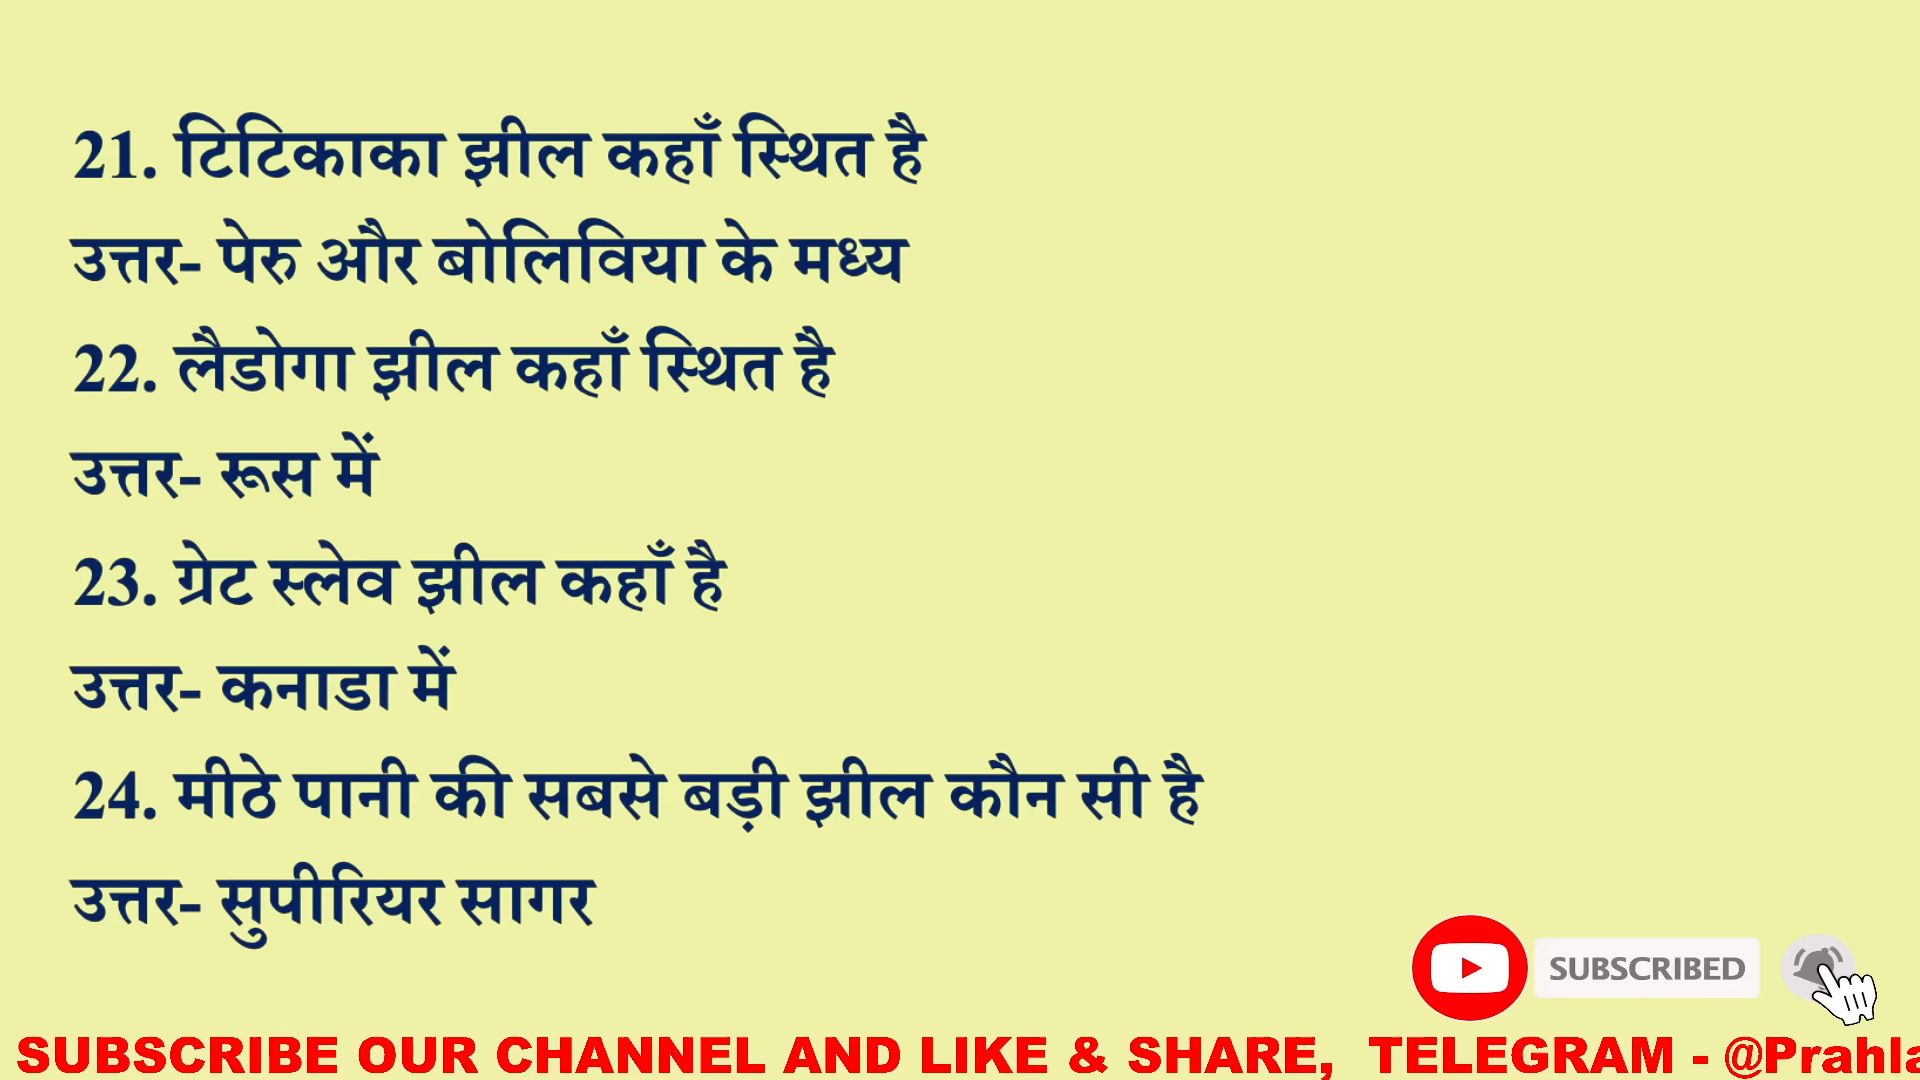 21. टिटिकाका झील कहाँ स्थित है
उत्तर- पेरु और बोलिविया के मध्य
22. लैडोगा झील कहाँ स्थित है
उत्तर- रूस में
23. ग्रेट स्लेव झील कहाँ है
उत्तर- कनाडा में
24. मीठे पानी की सबसे बड़ी झील कौन सी है
उत्तर- सुपीरियर सागर
SUBSCRIBED
SUBSCRIBE OUR CHANNEL AND LIKE & SHARE, TELEGRAM - @Prahla